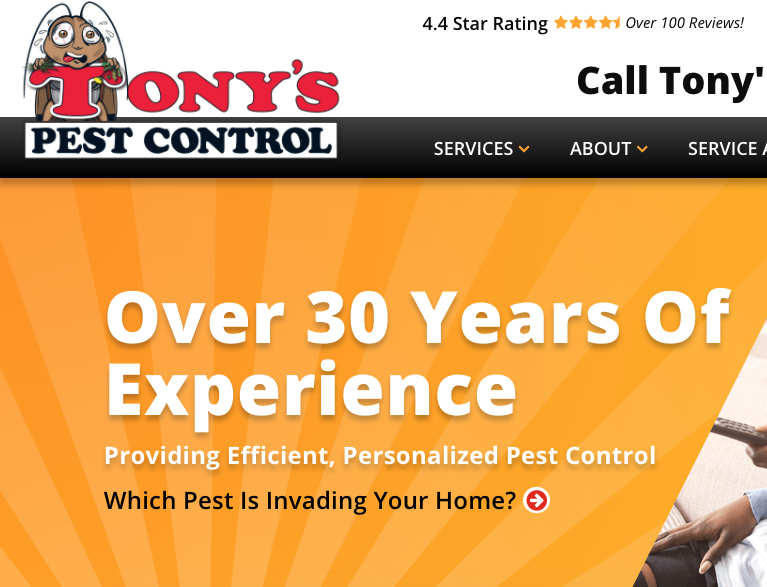 4.4 Star Rating Over 100 Reviews!
Call Tony'
TONY'S
PEST CONTROL
SERVICES ABOUT SERVICE A
Over 30 Years Of
Experience
Providing Efficient, Personalized Pest Control
Which Pest Is Invading Your Home?